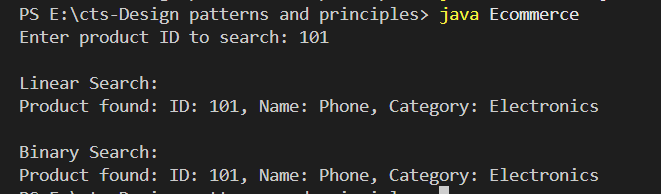 PS E:\cts-Design patterns and principles> java Ecommerce
Enter product ID to search: 101
Linear Search:
Product found: ID: 101, Name: Phone, Category: Electronics
Binary Search:
Product found: ID: 101, Name: Phone, Category: Electronics